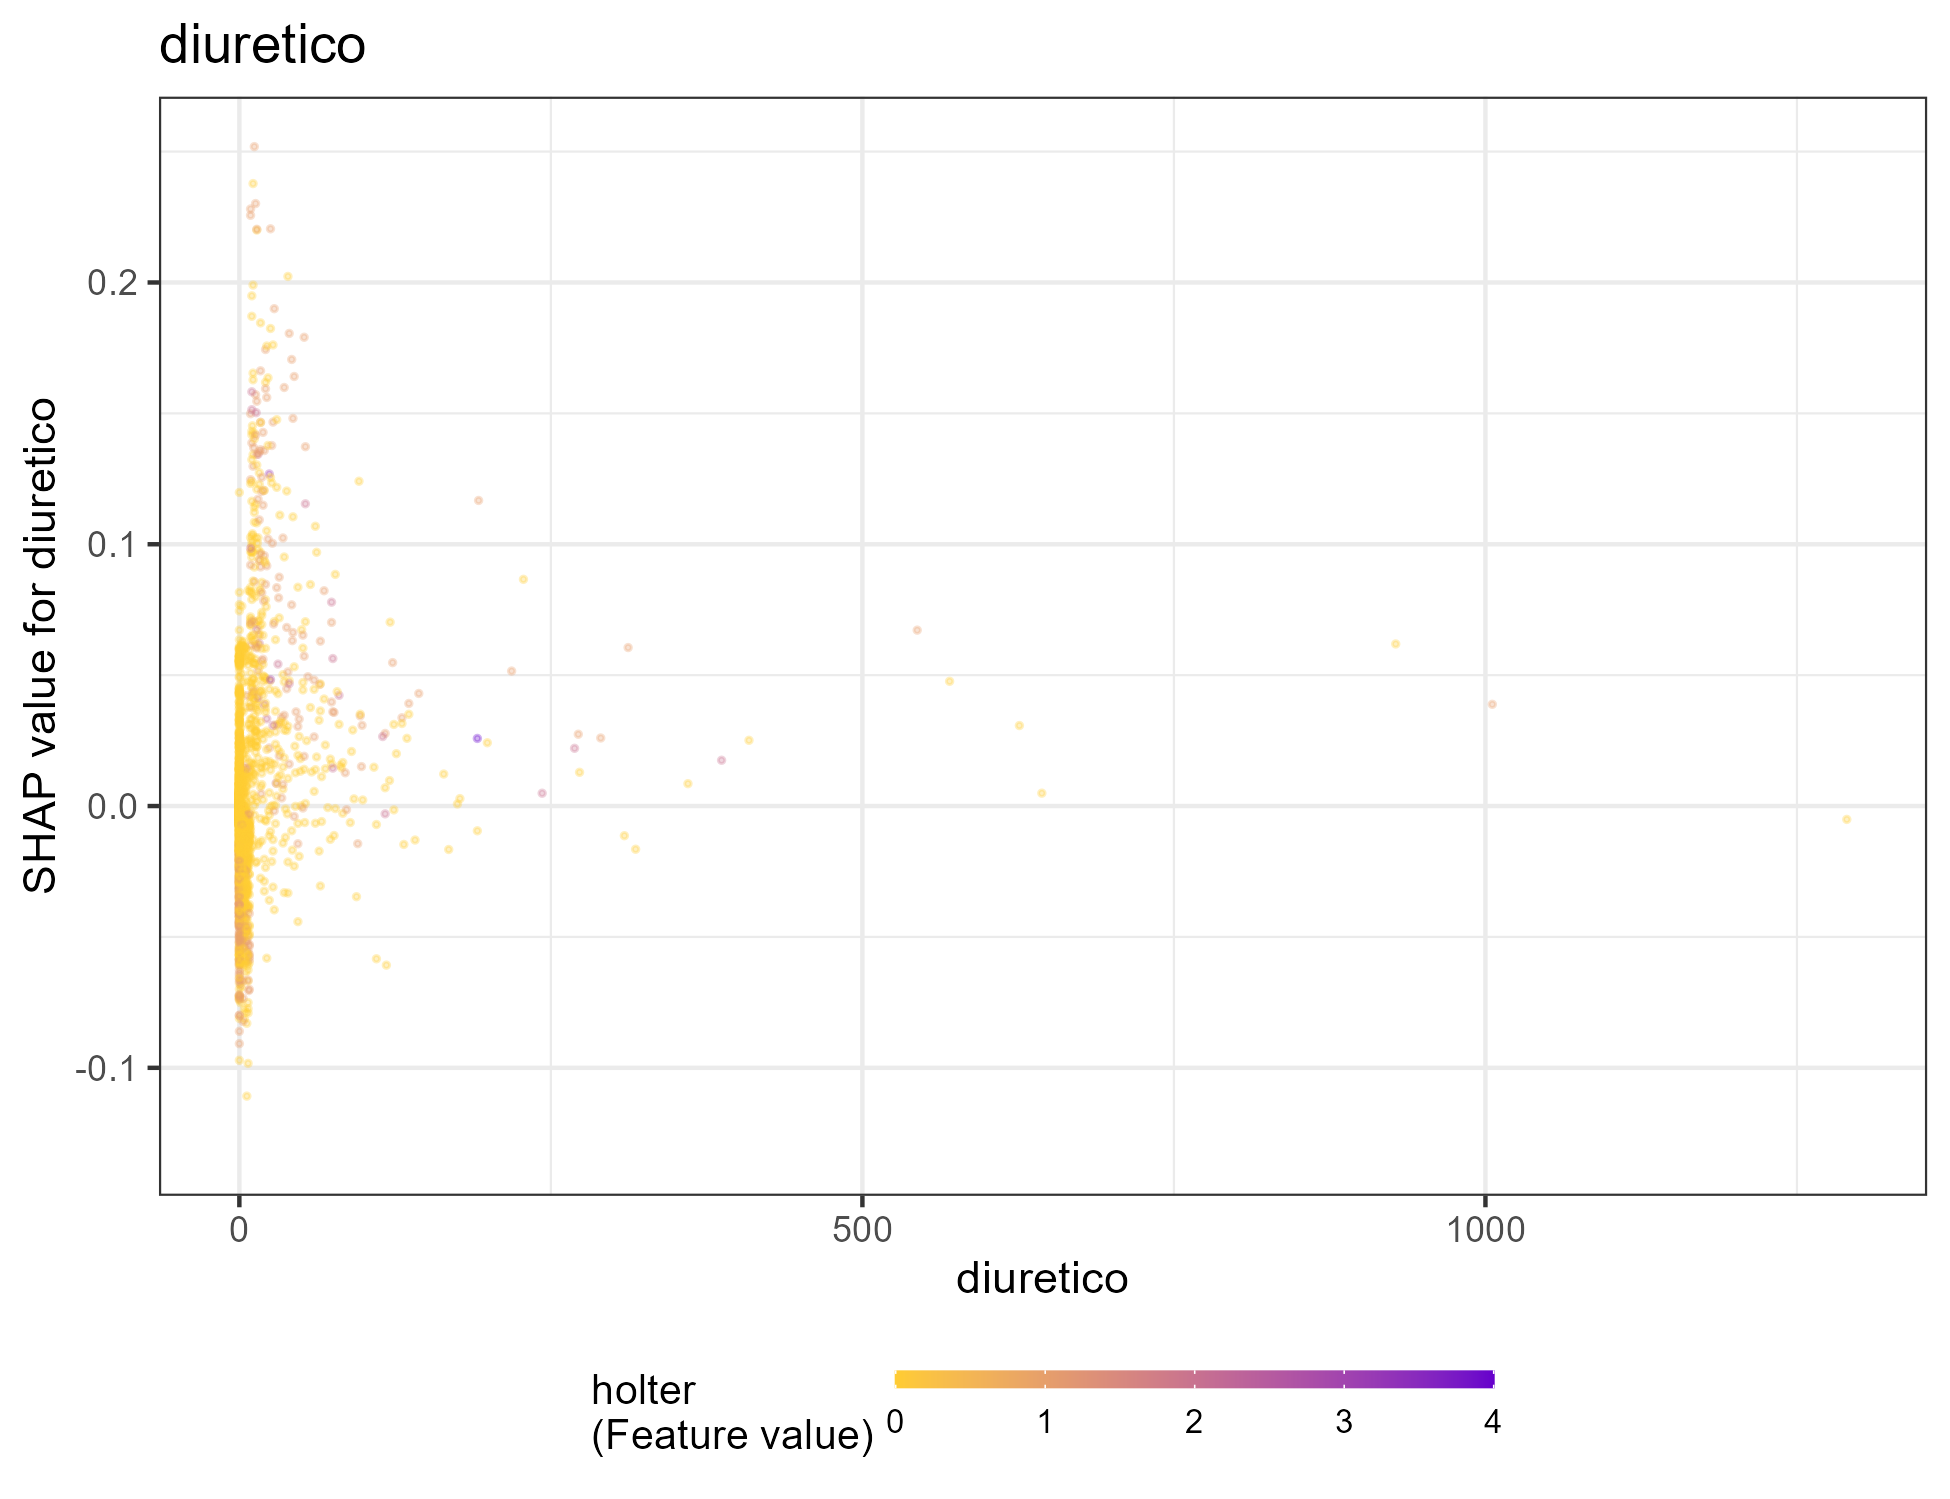 diuretico
SHAP value for diuretico
0.2
0.1
0.0
-0.1
0
500
1000
diuretico
holter
(Feature value)
0
1
2
3
4